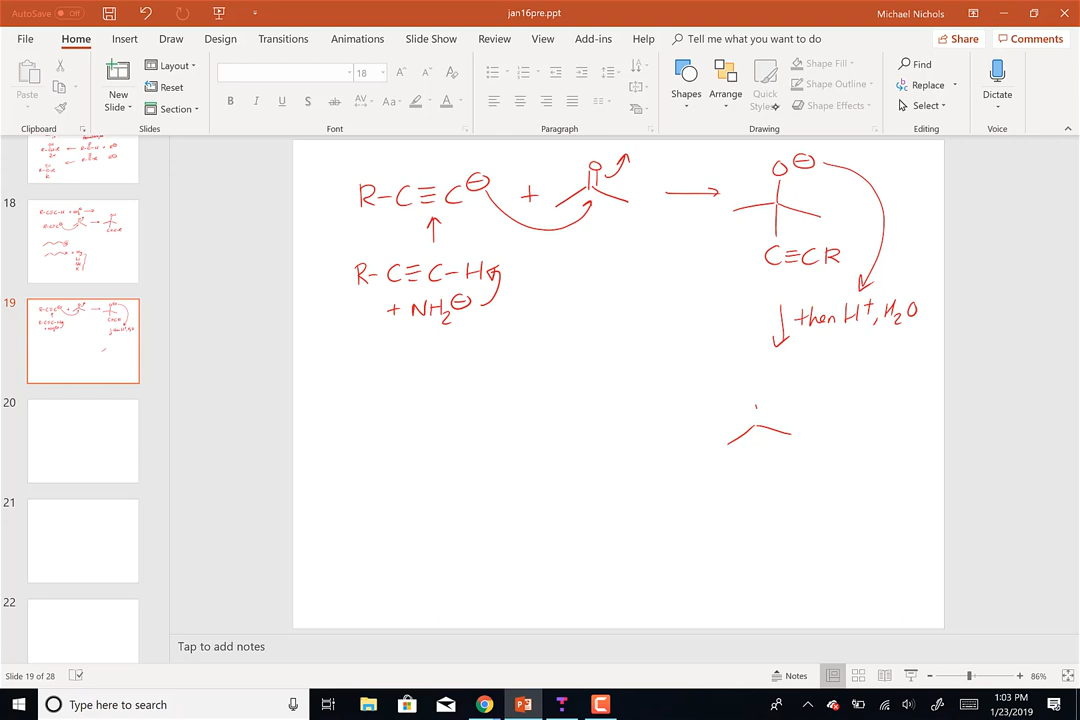 AutoSave Off
jan16pre.ppt
Michael Nichols
File Home Insert Draw Design Transitions Animations Slide Show Review View Add-ins Help Tell me what you want to do Share Comments
Paste
New Slide
Layout
Reset
Section
18
B I U S ab AV Aa A
Shapes
Arrange
Quick Styles
Shape Fill
Shape Outline
Shape Effects
Find
Replace
Select
Dictate
Clipboard Slides Font Paragraph Drawing Editing Voice
18
19
20
21
22
R-C≡C⊖ + O → O⊖
C≡CR
R-C≡C-H
+ NH2⊖
then H+, H2O
Tap to add notes
Slide 19 of 28
Notes
86%
Type here to search
1:03 PM
1/23/2019